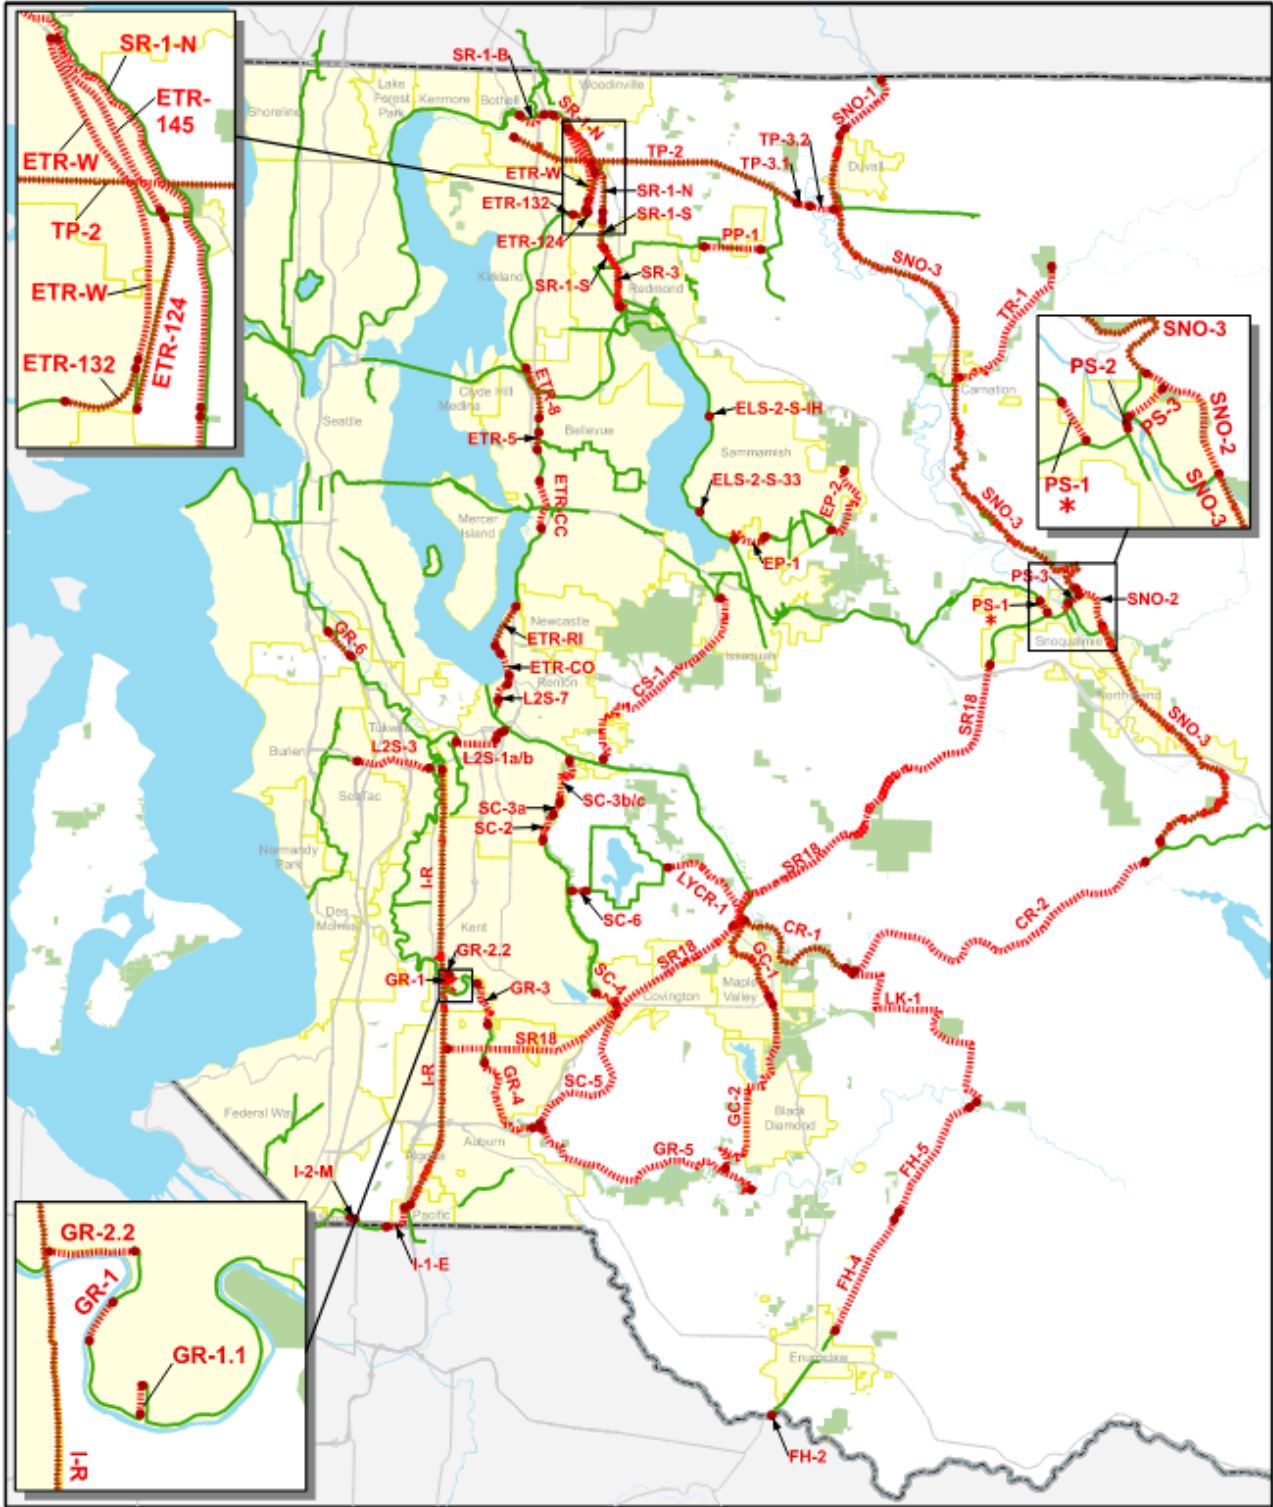 SR-1-N
ETR-
145
ETR-W
TP-2
ETR-W
ETR-124
ETR-132
SR-1-B
Lake
Forest
Park
Kenmore
Bothell
Woodinville
Shoreline
SR-1-N
SNO-1
Duvall
TP-2
TP-3.2
TP-3.1
ETR-W
SR-1-N
ETR-132
SR-1-S
ETR-124
PP-1
SR-3
SR-1-S
Kirkland
Redmond
SNO-3
TR-1
Carnation
SNO-3
PS-2
PS-3
SNO-2
PS-1
*
SNO-3
ETR-8
Clyde Hill
Medina
Seattle
Bellevue
ETR-5
ELS-2-S-IH
Sammamish
ELS-2-S-33
EP-2
ETR-CC
Mercer
Island
EP-1
SNO-3
PS-3
PS-1
*
SNO-2
Snoqualmie
North Bend
GR-6
Newcastle
ETR-RI
ETR-CO
Renton
L2S-7
Issaquah
CS-1
SR18
SNO-3
Burien
L2S-3
L2S-1a/b
SeaTac
SC-3b/c
SC-3a
SC-2
Normandy
Park
I-R
SR18
LYCR-1
Des
Moines
Kent
SC-6
CR-1
CR-2
GR-2.2
GR-1
GR-3
SR18
GC-1
SC-4
Covington
Maple
Valley
LK-1
SR18
I-R
GR-4
SC-5
GC-2
Black
Diamond
Federal Way
Auburn
Algona
GR-5
FH-5
I-2-M
Pacific
I-1-E
FH-4
Enumclaw
FH-2
GR-2.2
GR-1
GR-1.1
I-R